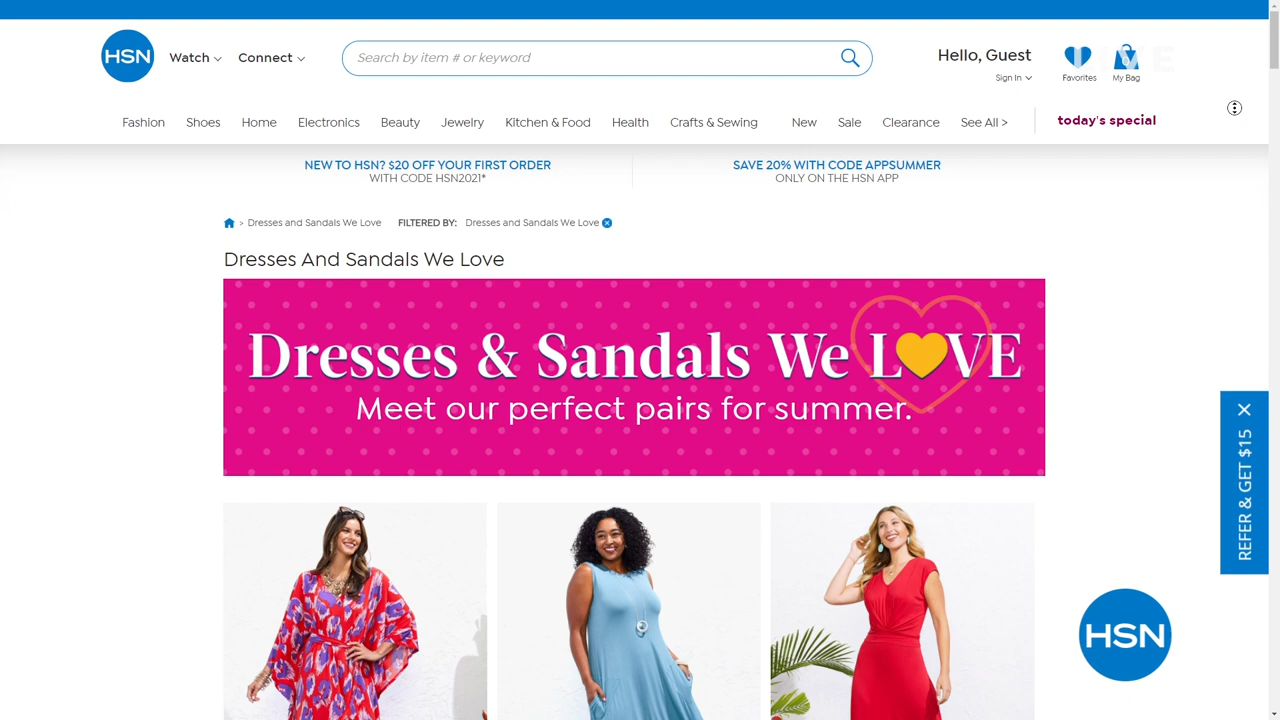 HSN
Watch
Connect
Search by item # or keyword
Hello, Guest
Sign In
Favorites
My Bag
Fashion
Shoes
Home
Electronics
Beauty
Jewelry
Kitchen & Food
Health
Crafts & Sewing
New
Sale
Clearance
See All >
today's special
NEW TO HSN? $20 OFF YOUR FIRST ORDER
WITH CODE HSN2021*
SAVE 20% WITH CODE APPSUMMER
ONLY ON THE HSN APP
> Dresses and Sandals We Love
FILTERED BY: Dresses and Sandals We Love
Dresses And Sandals We Love
Dresses & Sandals We LOVE
Meet our perfect pairs for summer.
REFER & GET $15
HSN